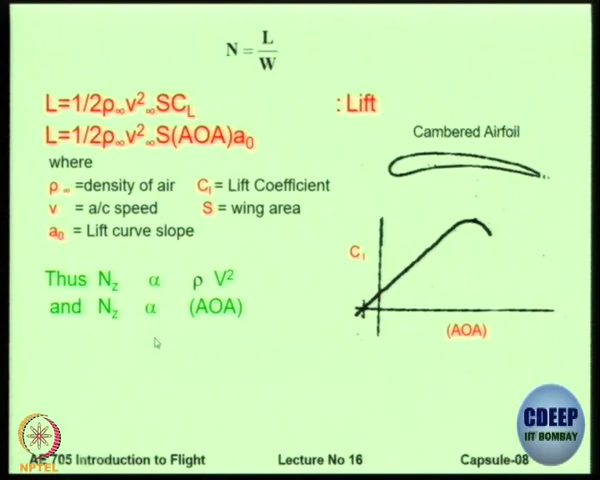 N = L/W
L=1/2ρ∞v²∞SCL
: Lift
L=1/2ρ∞v²∞S(AOA)a₀
Cambered Airfoil
where
ρ∞ =density of air
Cl = Lift Coefficient
v = a/c speed
S = wing area
a₀ = Lift curve slope
Cl
Thus Nz α ρ V²
and Nz α (AOA)
(AOA)
CDEEP
IIT BOMBAY
AE 705 Introduction to Flight
Lecture No 16
Capsule-08
NPTEL